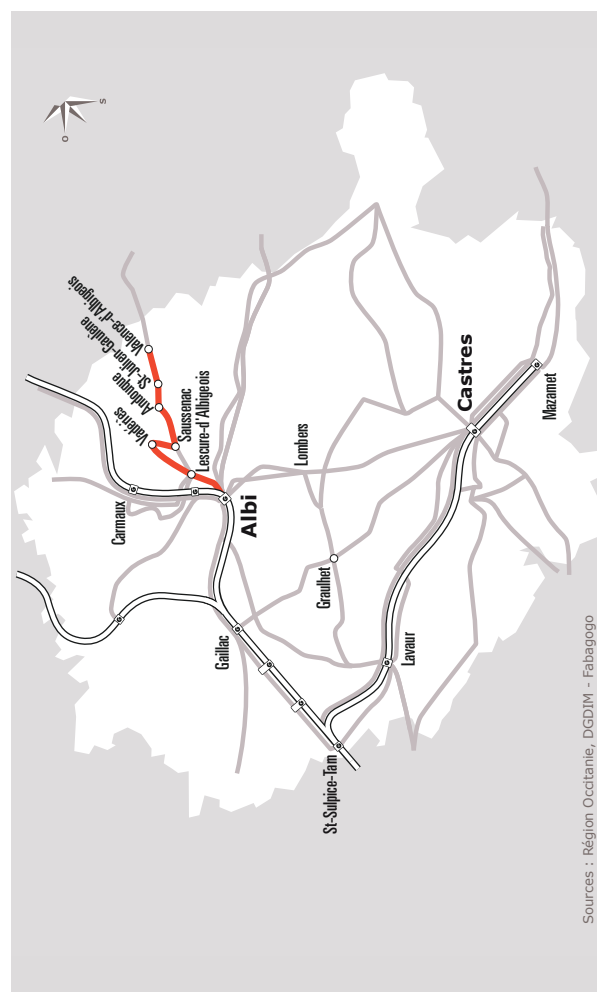 S
O
Carmaux
Valence-d'Albigeois
St-Julien-Gaulène
Andouque
Saussenac
Lescure-d'Albigeois
Albi
Gaillac
Lombers
Graulhet
St-Sulpice-Tarn
Lavaur
Castres
Mazamet
Sources : Région Occitanie, DGDIM - Fabagogo